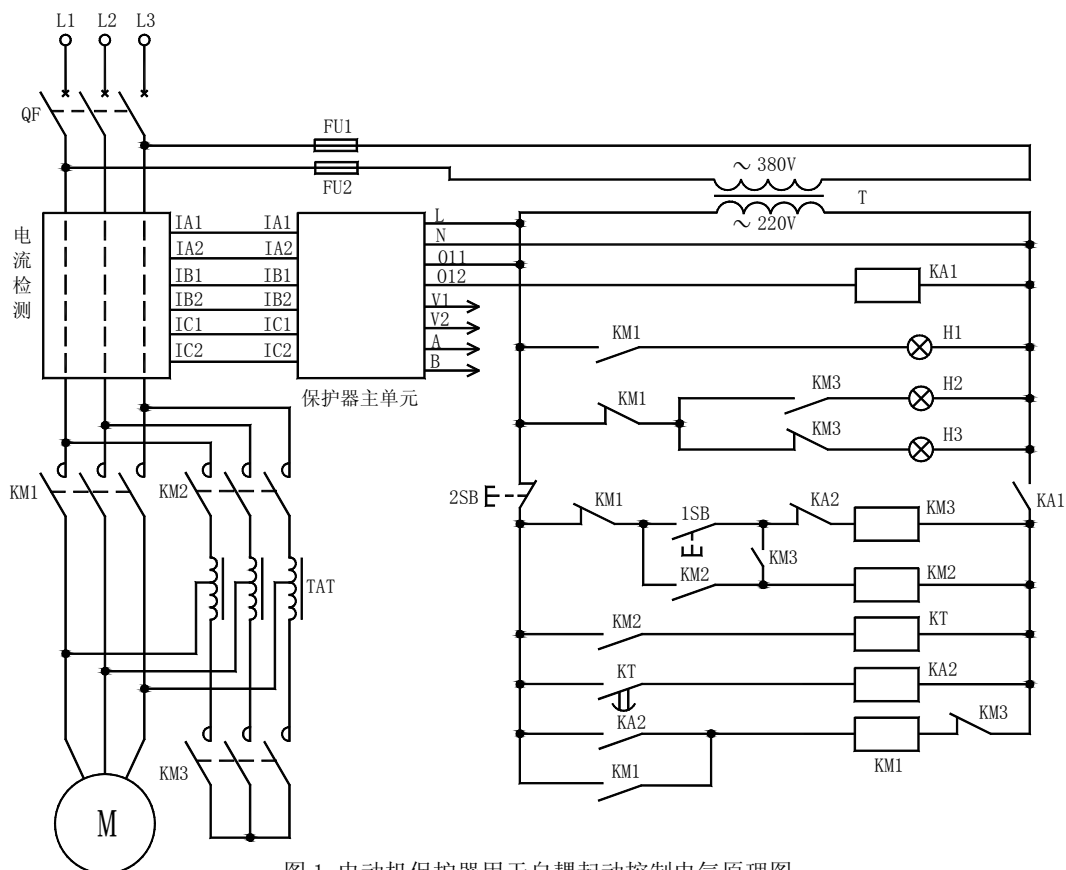 L1 L2 L3
QF
FU1
FU2
～ 380V
T
～ 220V
电流检测
IA1 IA1
IA2 IA2
IB1 IB1
IB2 IB2
IC1 IC1
IC2 IC2
L
N
O11
O12
V1
V2
A
B
保护器主单元
KA1
KM1 H1
KM1 KM3 H2
KM3 H3
KM1 KM2
TAT
KM3
M
2SB KM1 1SB KA2 KM3 KA1
KM3
KM2 KM2
KM2 KT
KT KA2
KA2 KM3
KM1
KM1
图 1 电动机保护器用于自耦起动控制电气原理图